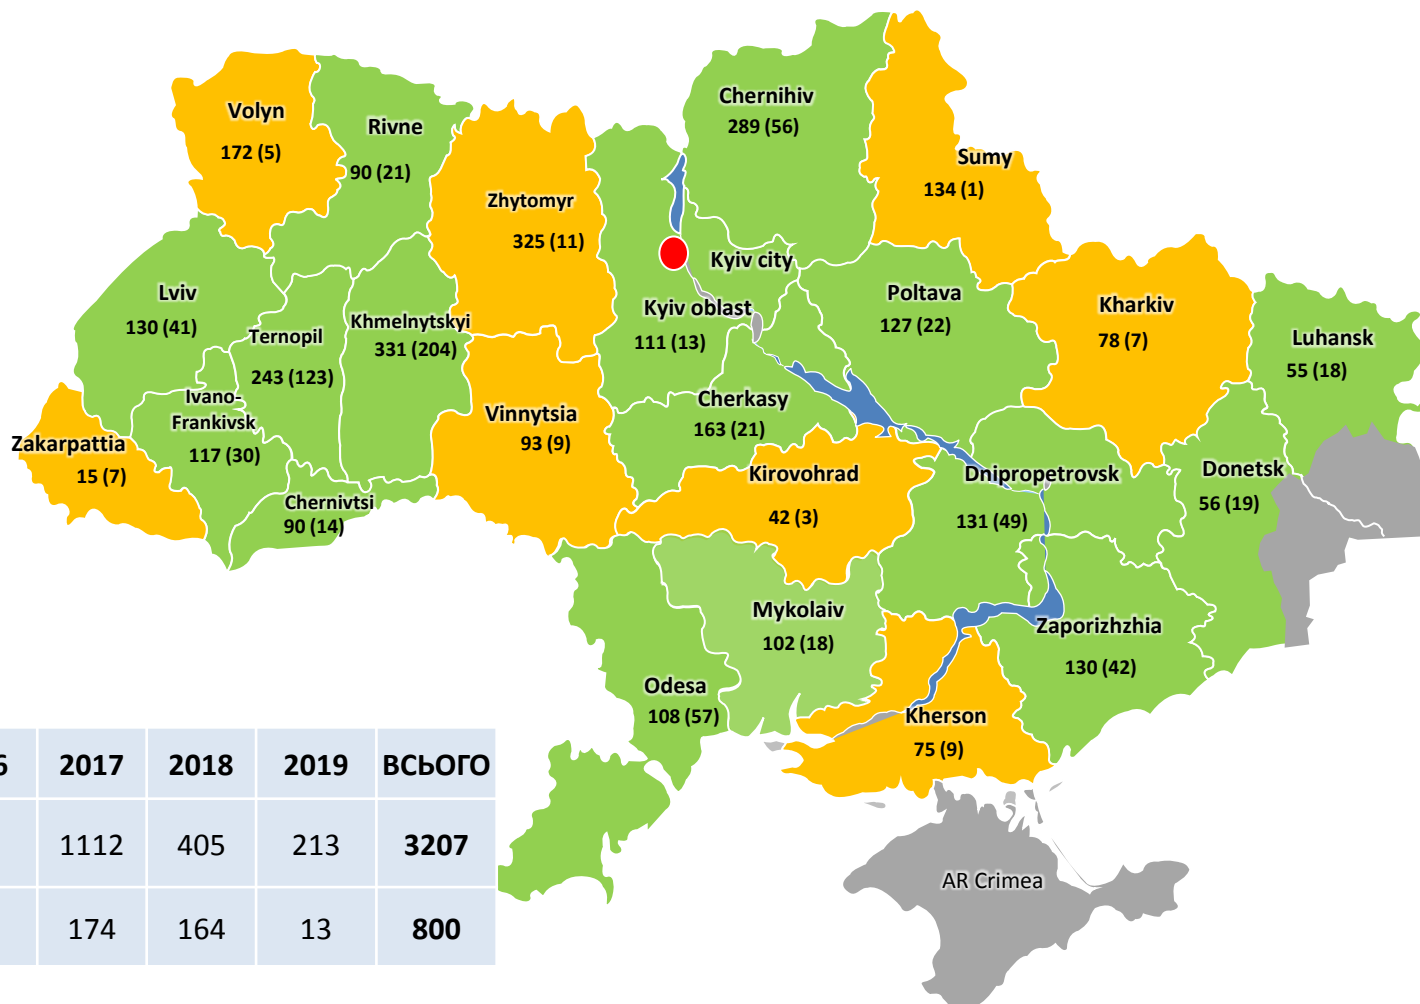 Chernihiv
289 (56)
Volyn
172 (5)
Rivne
90 (21)
Sumy
134 (1)
Zhytomyr
325 (11)
Kyiv city
Lviv
130 (41)
Ternopil
243 (123)
Khmelnytskyi
331 (204)
Kyiv oblast
111 (13)
Poltava
127 (22)
Kharkiv
78 (7)
Luhansk
55 (18)
Ivano-
Frankivsk
117 (30)
Zakarpattia
15 (7)
Vinnytsia
93 (9)
Cherkasy
163 (21)
Kirovohrad
42 (3)
Dnipropetrovsk
131 (49)
Donetsk
56 (19)
Chernivtsi
90 (14)
Mykolaiv
102 (18)
Zaporizhzhia
130 (42)
Odesa
108 (57)
Kherson
75 (9)
AR Crimea
6 2017 2018 2019 ВСЬОГО
1112 405 213 3207
174 164 13 800